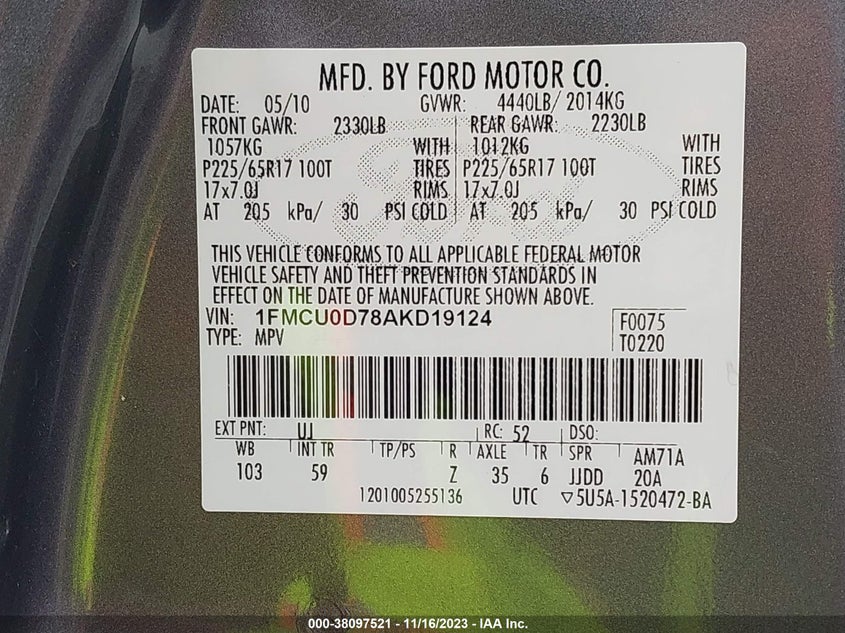 MFD. BY FORD MOTOR CO.
DATE: 05/10 GVWR: 4440LB/ 2014KG
FRONT GAWR: 2330LB REAR GAWR: 2230LB
1057KG WITH 1012KG WITH
P225/65R17 100T TIRES P225/65R17 100T TIRES
17x7.0J RIMS 17x7.0J RIMS
AT 205 kPa/ 30 PSI COLD AT 205 kPa/ 30 PSI COLD
THIS VEHICLE CONFORMS TO ALL APPLICABLE FEDERAL MOTOR
VEHICLE SAFETY AND THEFT PREVENTION STANDARDS IN
EFFECT ON THE DATE OF MANUFACTURE SHOWN ABOVE.
VIN: 1FMCU0D78AKD19124 F0075
TYPE: MPV T0220
EXT PNT: UJ RC: 52 DSO:
WB INT TR TP/PS R AXLE TR SPR AM71A
103 59 Z 35 6 JJDD 20A
1201005255136 UTC ▽5U5A-1520472-BA
000-38097521 - 11/16/2023 - IAA Inc.